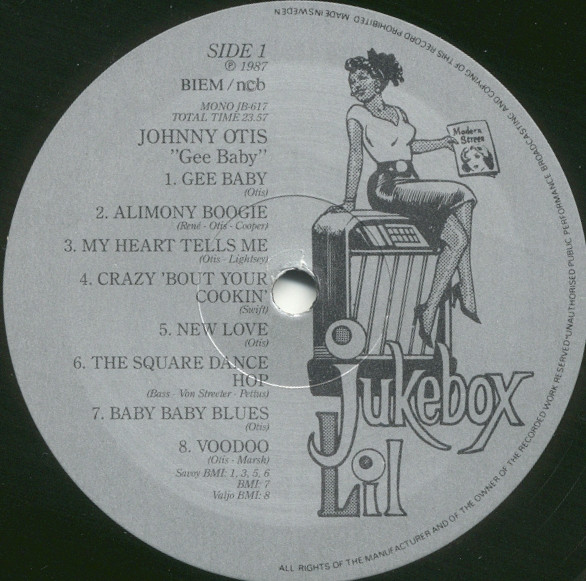 SIDE 1
℗ 1987
BIEM / ncb
MONO JB-617
TOTAL TIME 23.57
JOHNNY OTIS
"Gee Baby"
1. GEE BABY
(Otis)
2. ALIMONY BOOGIE
(René - Otis - Cooper)
3. MY HEART TELLS ME
(Otis - Lightsey)
4. CRAZY 'BOUT YOUR
COOKIN'
(Swift)
5. NEW LOVE
(Otis)
6. THE SQUARE DANCE
HOP
(Bass - Von Streeter - Pettus)
7. BABY BABY BLUES
(Otis)
8. VOODOO
(Otis - Marsh)
Savoy BMI: 1, 3, 5, 6
BMI: 7
Valjo BMI: 8
Modern
Screen
Jukebox
Lil
ALL RIGHTS OF THE MANUFACTURER AND OF THE OWNER OF THE RECORDED WORK RESERVED•UNAUTHORISED PUBLIC PERFORMANCE BROADCASTING AND COPYING OF THIS RECORD PROHIBITED MADE IN SWEDEN